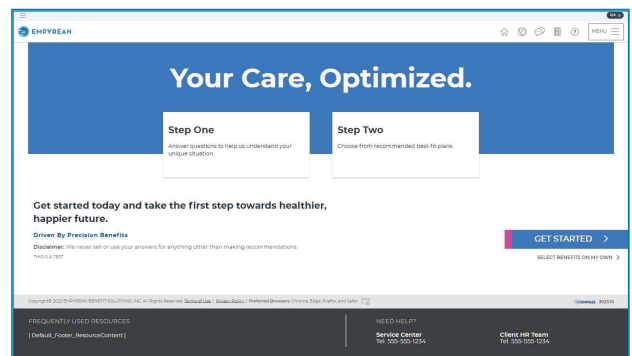 QA
EMPYREAN
MENU
Your Care, Optimized.
Step One
Answer questions to help us understand your
unique situation.
Step Two
Choose from recommended best-fit plans.
Get started today and take the first step towards healthier,
happier future.
Driven By Precision Benefits
Disclaimer: We never sell or use your answers for anything other than making recommendations.
THIS IS A TEST
GET STARTED >
SELECT BENEFITS ON MY OWN >
Copyright© 2023 EMPYREAN BENEFIT SOLUTIONS, INC. All Rights Reserved. Terms of Use | Privacy Policy | Preferred Browsers: Chrome, Edge, Firefox, and Safari
COMPASS 2023.1.5
FREQUENTLY USED RESOURCES
| Default_Footer_ResourceContent |
NEED HELP?
Service Center
Tel. 555-555-1234
Client HR Team
Tel. 555-555-1234